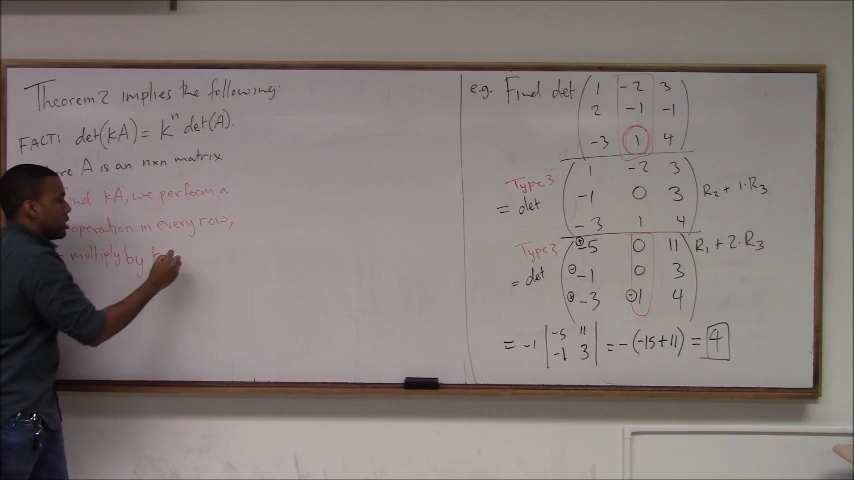 Theorem 2 implies the following:
FACT: det(kA) = k^n det(A).
A is an nxn matrix.
kA, we perform a
operation in every row,
multiply by k
e.g. Find det ( 1 -2 3
2 -1 -1
-3 1 4 )
Type 3
= det ( 1 -2 3
-1 0 3 R2 + 1·R3
-3 1 4 )
Type 3
= det ( -5 0 11 R1 + 2·R3
-1 0 3
-3 1 4 )
= -1 | -5 11
-1 3 | = -(-15+11) = 4